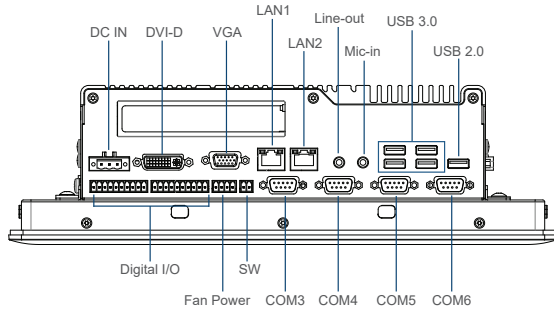 LAN1
Line-out
USB 3.0
DC IN
DVI-D
VGA
LAN2
Mic-in
USB 2.0
Digital I/O
SW
Fan Power
COM3
COM4
COM5
COM6